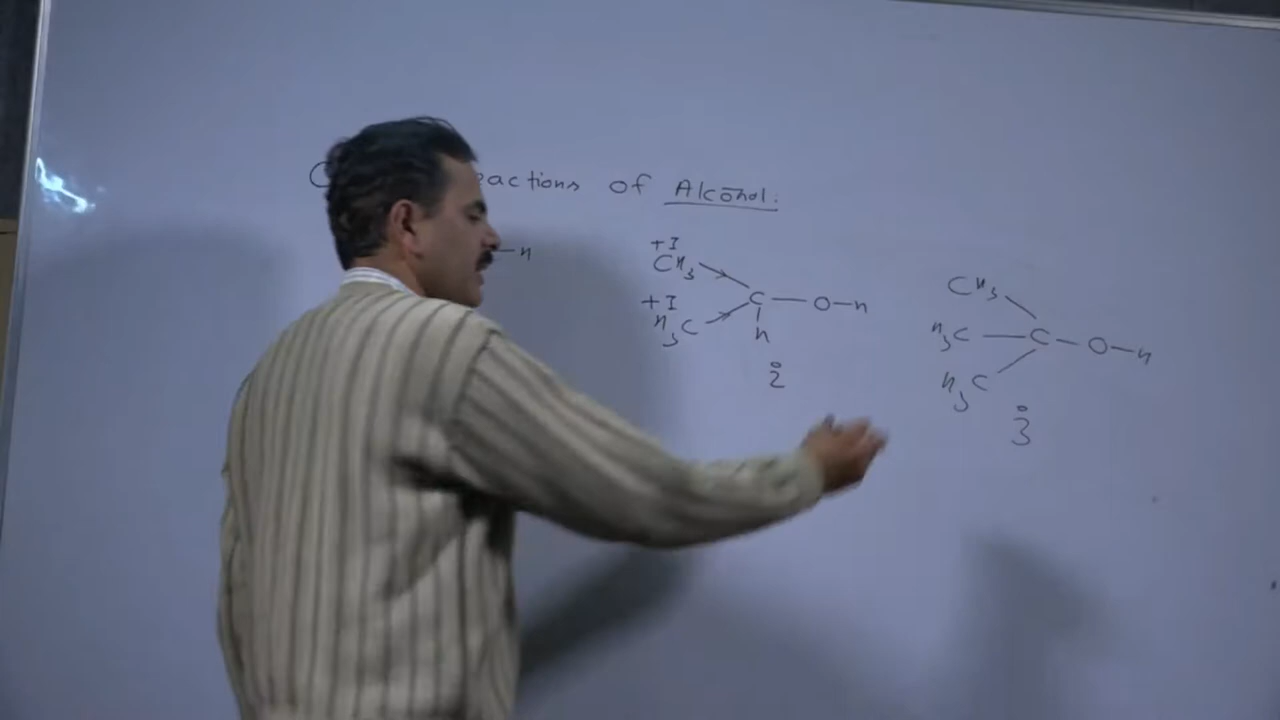 eactions of Alcohol:
—H
+I
CH3
+I
H3C
C—O—H
H
2°
CH3
H3C—C—O—H
H3C
3°